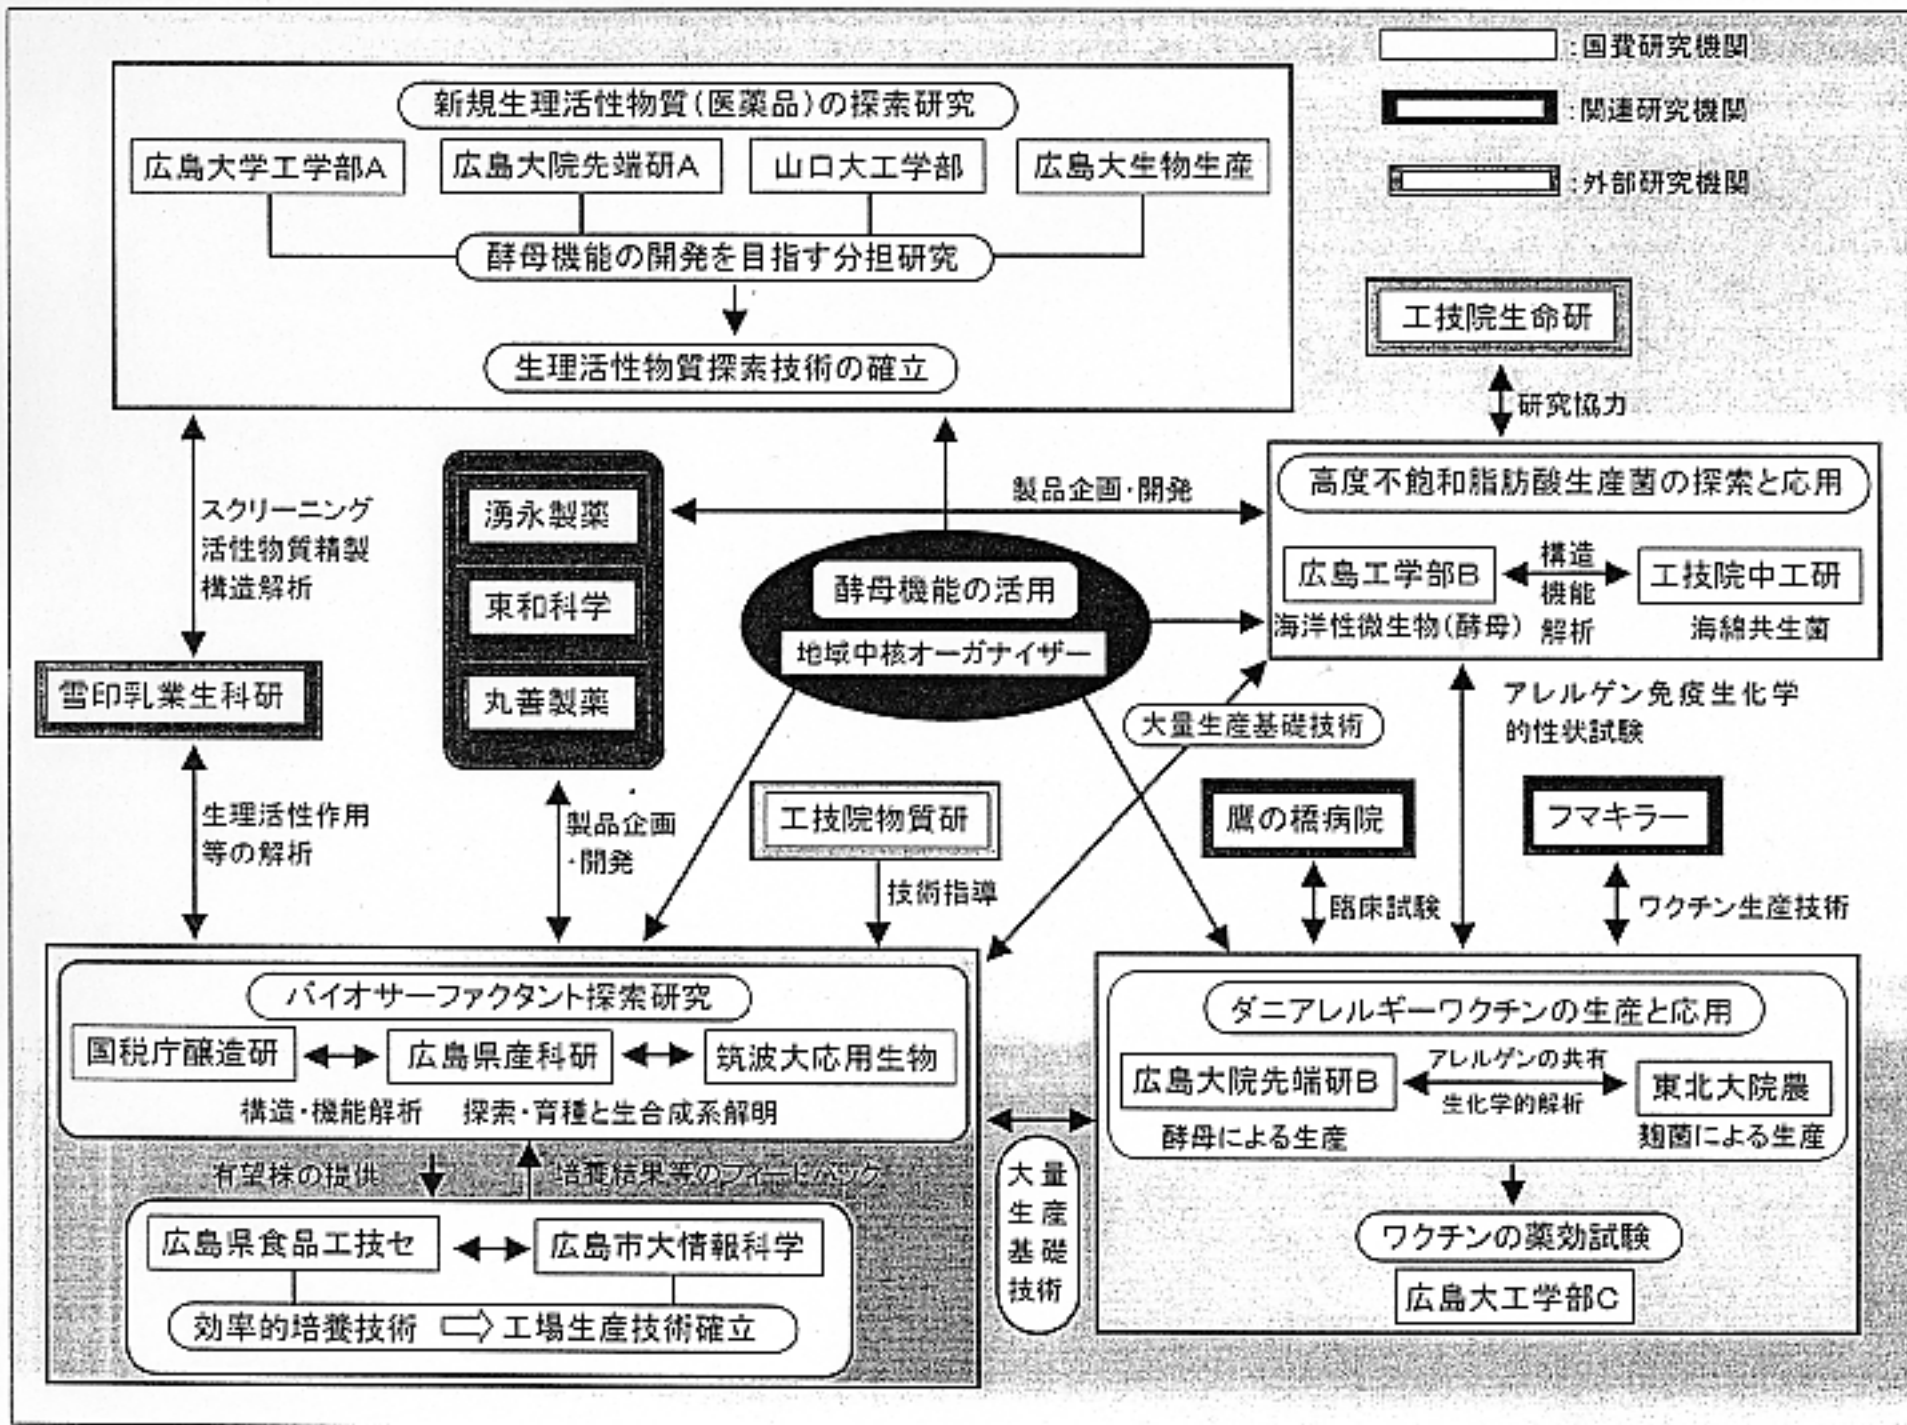 :国費研究機関
:関連研究機関
:外部研究機関
新規生理活性物質(医薬品)の探索研究
広島大学工学部A
広島大院先端研A
山口大工学部
広島大生物生産
酵母機能の開発を目指す分担研究
生理活性物質探索技術の確立
工技院生命研
研究協力
スクリーニング
活性物質精製
構造解析
湧永製薬
東和科学
丸善製薬
製品企画・開発
酵母機能の活用
地域中核オーガナイザー
高度不飽和脂肪酸生産菌の探索と応用
広島工学部B
構造
機能
解析
工技院中工研
海洋性微生物(酵母)
海綿共生菌
雪印乳業生科研
大量生産基礎技術
アレルゲン免疫生化学
的性状試験
生理活性作用
等の解析
製品企画
・開発
工技院物質研
技術指導
鷹の橋病院
臨床試験
フマキラー
ワクチン生産技術
バイオサーファクタント探索研究
国税庁醸造研
広島県産科研
筑波大応用生物
構造・機能解析
探索・育種と生合成系解明
有望株の提供
培養結果等のフィードバック
広島県食品工技セ
広島市大情報科学
効率的培養技術
工場生産技術確立
大量
生産
基礎
技術
ダニアレルギーワクチンの生産と応用
広島大院先端研B
アレルゲンの共有
生化学的解析
東北大院農
酵母による生産
麹菌による生産
ワクチンの薬効試験
広島大工学部C